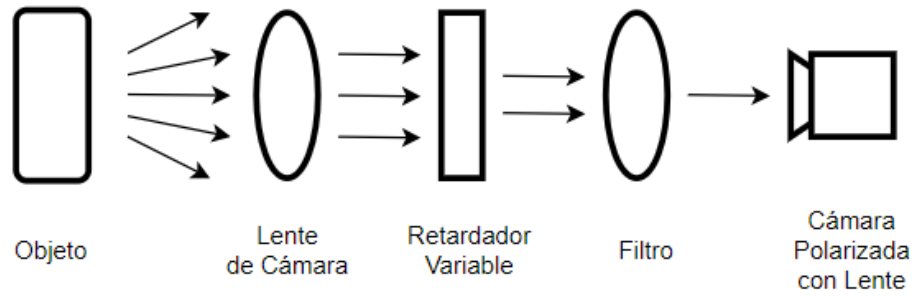 Objeto
Lente
de Cámara
Retardador
Variable
Filtro
Cámara
Polarizada
con Lente